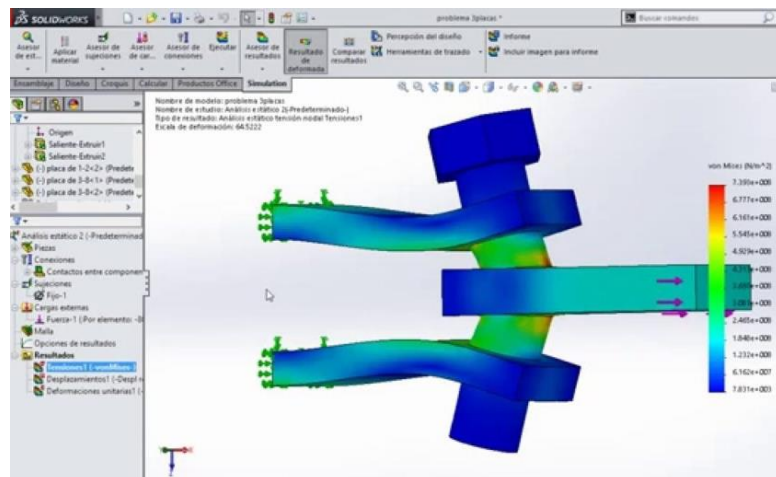 SOLIDWORKS
problema 3placas *
Buscar comandos
Asesor de est...
Aplicar material
Asesor de sujeciones
Asesor de car...
Asesor de conexiones
Ejecutar
Asesor de resultados
Resultado de deformada
Comparar resultados
Percepción del diseño
Herramientas de trazado
Informe
Incluir imagen para informe
Ensamblaje Diseño Croquis Calcular Productos Office Simulation
Nombre de modelo: problema 3placas
Nombre de estudio: Análisis estático 2(-Predeterminado-)
Tipo de resultado: Análisis estático tensión nodal Tensiones1
Escala de deformación: 64.5222
Origen
Saliente-Extruir1
Saliente-Extruir2
(-) placa de 1-2<2> (Predete
(-) placa de 3-8<1> (Predete
(-) placa de 3-8<2> (Predete
Análisis estático 2 (-Predeterminad
Piezas
Conexiones
Contactos entre componen
Sujeciones
Fijo-1
Cargas externas
Fuerza-1 (:Por elemento: -8
Malla
Opciones de resultados
Resultados
Tensiones1 (-vonMises-)
Desplazamientos1 (-Despl
Deformaciones unitarias1 (-
von Mises (N/m^2)
7.393e+008
6.777e+008
6.161e+008
5.545e+008
4.929e+008
2.465e+008
1.848e+008
1.232e+008
6.162e+007
7.831e+003